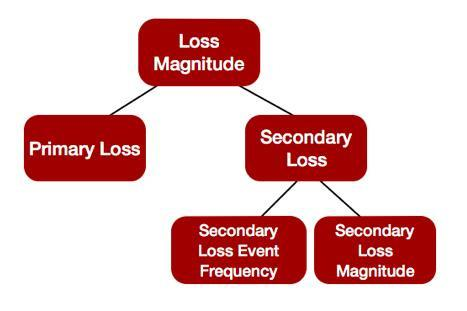 Loss
Magnitude
Primary Loss
Secondary
Loss
Secondary
Loss Event
Frequency
Secondary
Loss
Magnitude